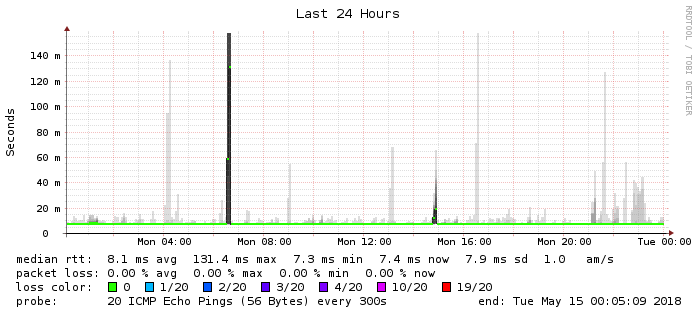 Last 24 Hours
RRDTOOL / TOBI OETIKER
Seconds
140 m
120 m
100 m
80 m
60 m
40 m
20 m
0
Mon 04:00 Mon 08:00 Mon 12:00 Mon 16:00 Mon 20:00 Tue 00:00
median rtt: 8.1 ms avg 131.4 ms max 7.3 ms min 7.4 ms now 7.9 ms sd 1.0 am/s
packet loss: 0.00 % avg 0.00 % max 0.00 % min 0.00 % now
loss color: 0 1/20 2/20 3/20 4/20 10/20 19/20
probe: 20 ICMP Echo Pings (56 Bytes) every 300s end: Tue May 15 00:05:09 2018